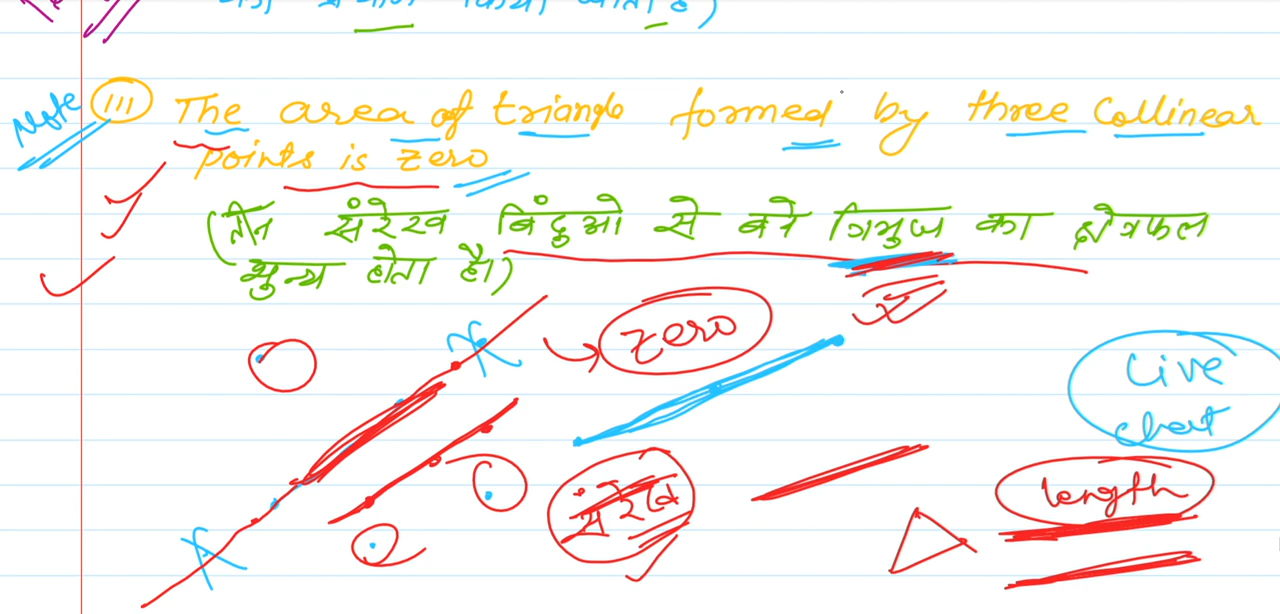 Note (III) The area of triangle formed by three Collinear
points is zero
(तीन संरेख बिंदुओ से बने त्रिभुज का क्षेत्रफल
शुन्य होता है।)
zero
Live
chat
संरेख
length